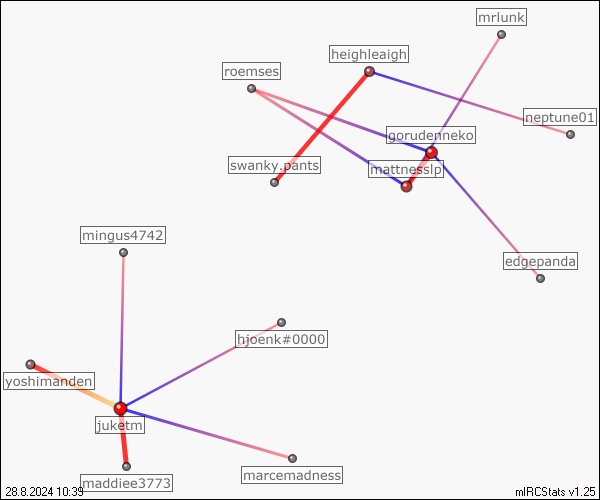 mrlunk
heighleaigh
roemses
neptune01
gorudenneko
swanky.pants
mattnesslp
mingus4742
edgepanda
hjoenk#0000
yoshimanden
juketm
marcemadness
maddiee3773
28.8.2024 10:39
mIRCStats v1.25